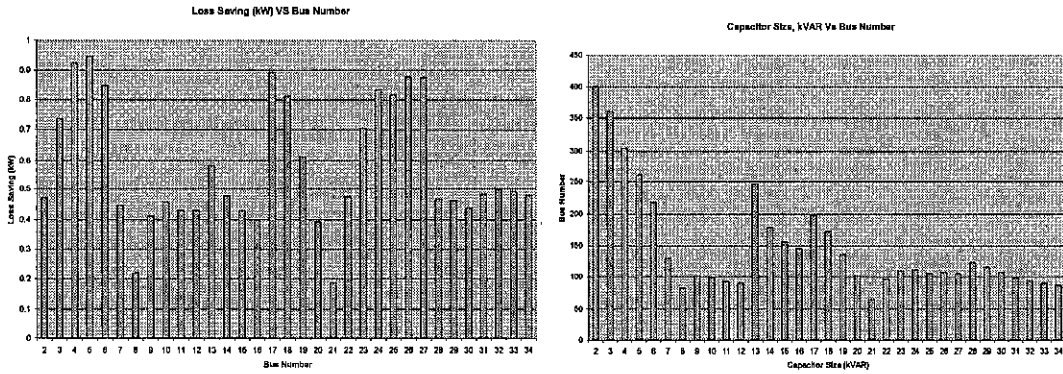 Loss Saving (kW) VS Bus Number
1
0.9
0.8
0.7
0.6
0.5
0.4
0.3
0.2
0.1
0
Loss Saving (kW)
2 3 4 5 6 7 8 9 10 11 12 13 14 15 16 17 18 19 20 21 22 23 24 25 26 27 28 29 30 31 32 33 34
Bus Number
Capacitor Size, kVAR Vs Bus Number
450
400
350
300
250
200
150
100
50
0
Bus Number
2 3 4 5 6 7 8 9 10 11 12 13 14 15 16 17 18 19 20 21 22 23 24 25 26 27 28 29 30 31 32 33 34
Capacitor Size (kVAR)